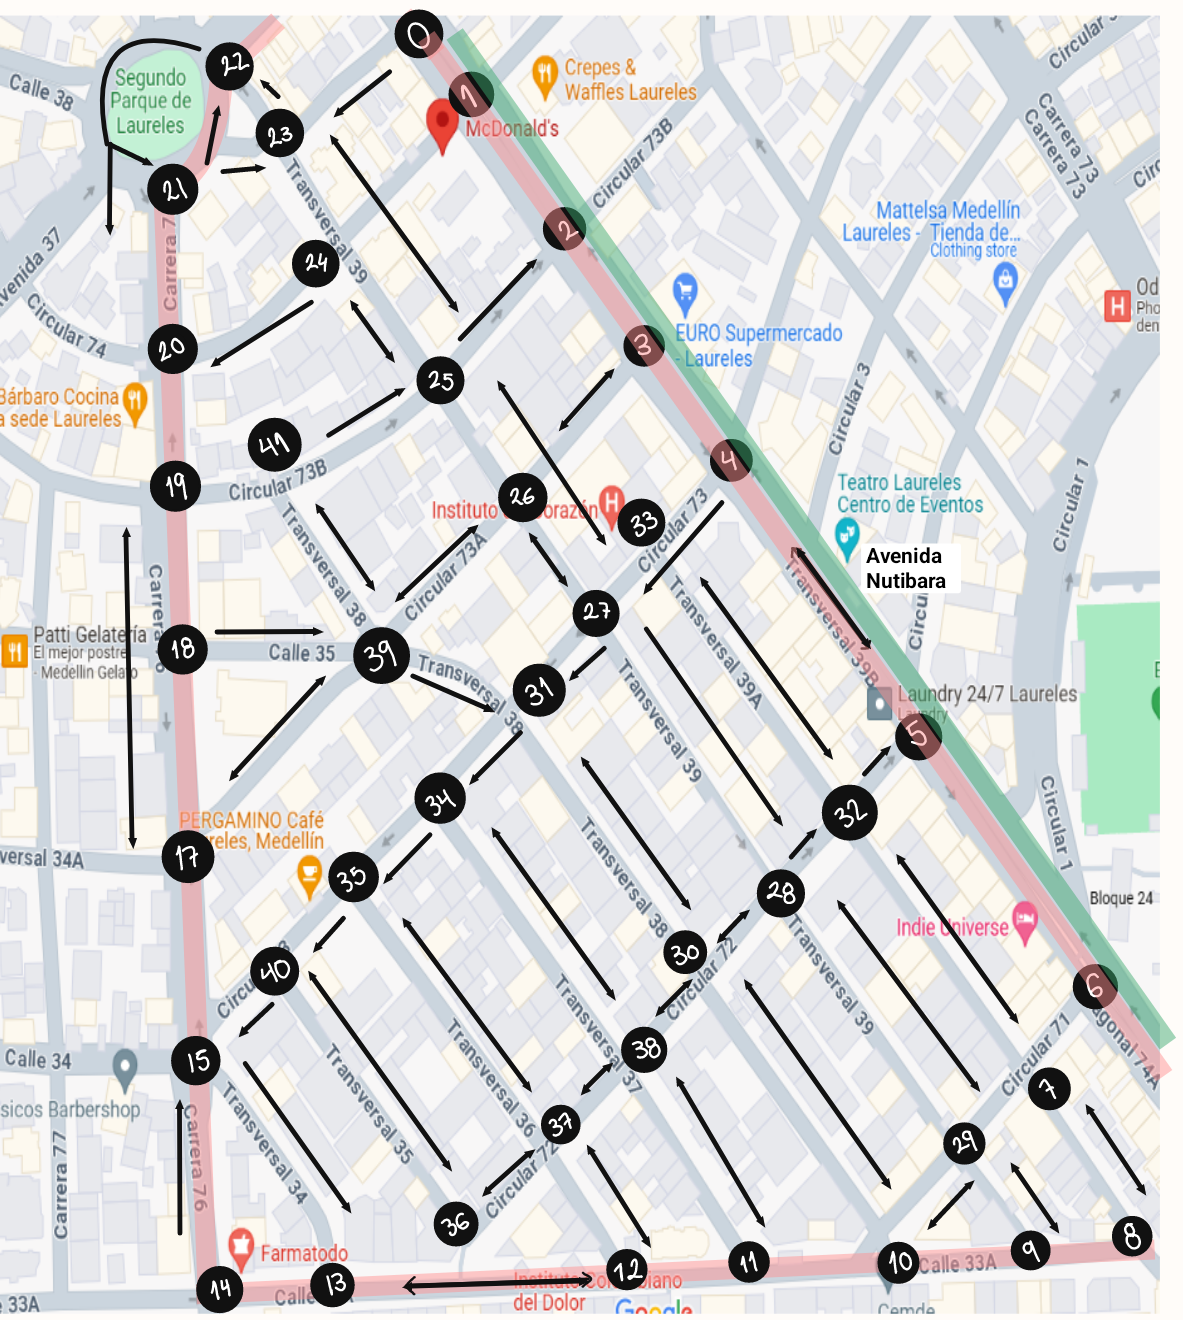 0
22
Segundo
Parque de
Laureles
Calle 38
Crepes &
Waffles Laureles
Circular
1
23
McDonald's
Circular 73B
Carrera 73
Carrera 73
21
Transversal 39
2
Mattelsa Medellín
Laureles - Tienda de...
Clothing store
Carrera 7
24
venida 37
Circular 74
20
3
EURO Supermercado
- Laureles
H
Od
Pho
den
Bárbaro Cocina
a sede Laureles
25
Circular 3
41
4
19
Circular 73B
26
Instituto
orazón
H
33
Circular 73
Teatro Laureles
Centro de Eventos
Circular 1
Avenida
Nutibara
Transversal 38
Circular 73A
27
Transversal 39B
Carrera
Patti Gelateria
El mejor postre
- Medellin Gelato
18
Calle 35
39
Transversal 38
31
Transversal 39A
Transversal 39
Laundry 24/7 Laureles
Laundry
5
34
32
PERGAMINO Café
reles, Medellín
versal 34A
17
35
28
Transversal 38
Circular 1
Bloque 24
Indie Universe
40
30
Circular 72
Transversal 39
6
agonal 74A
Calle 34
15
38
Circular 71
7
sicos Barbershop
Transversal 34
Transversal 35
Transversal 36
Transversal 37
37
29
Carrera 77
Carrera 76
36
Circular 72
Farmatodo
14
13
12
11
10
9
8
Calle 33A
33A
Calle
Instituto Colombiano
del Dolor
Google
Cemde